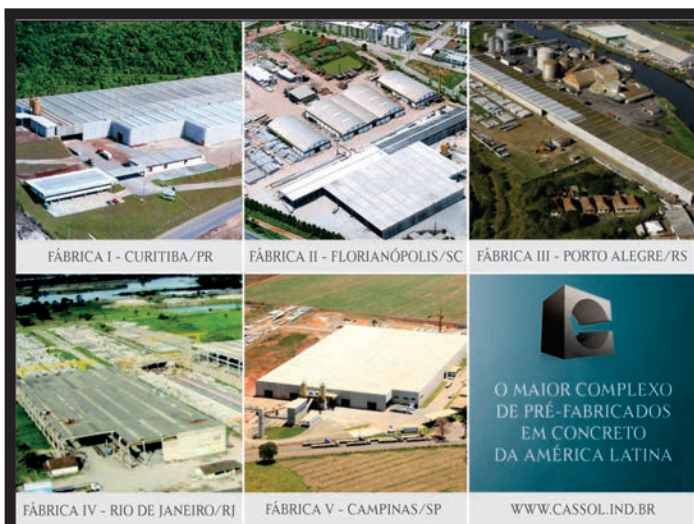 FÁBRICA I - CURITIBA/PR
FÁBRICA II - FLORIANÓPOLIS/SC
FÁBRICA III - PORTO ALEGRE/RS
O MAIOR COMPLEXO
DE PRÉ-FABRICADOS
EM CONCRETO
DA AMÉRICA LATINA
FÁBRICA IV - RIO DE JANEIRO/RJ
FÁBRICA V - CAMPINAS/SP
WWW.CASSOL.IND.BR